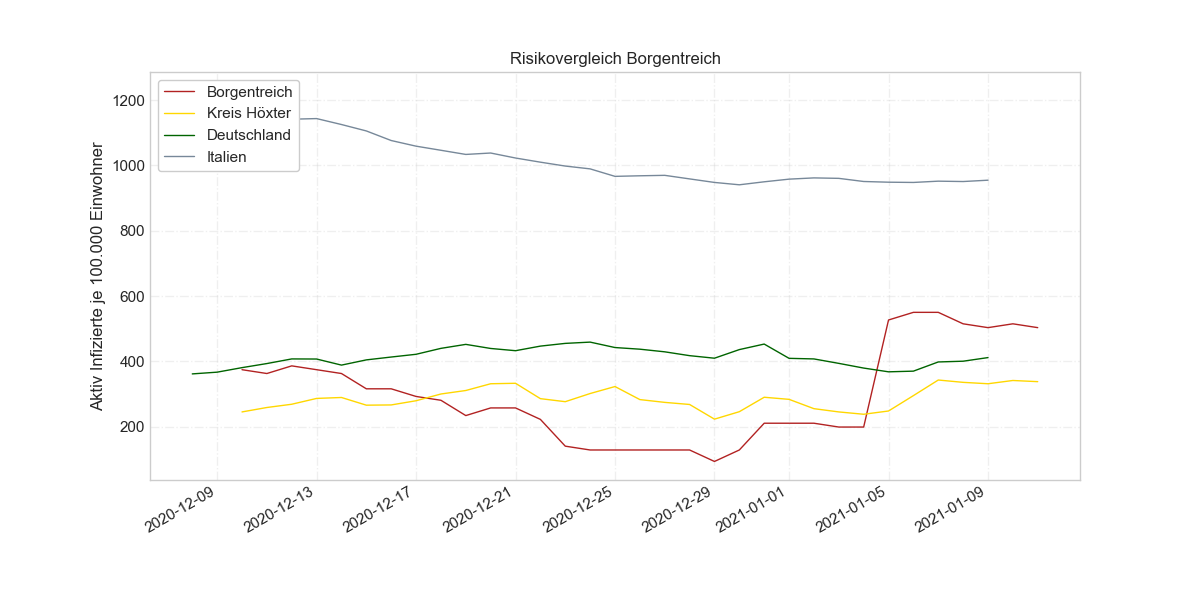 Risikovergleich Borgentreich
Borgentreich
Kreis Höxter
Deutschland
Italien
Aktiv Infizierte je 100.000 Einwohner
1200
1000
800
600
400
200
2020-12-09
2020-12-13
2020-12-17
2020-12-21
2020-12-25
2020-12-29
2021-01-01
2021-01-05
2021-01-09